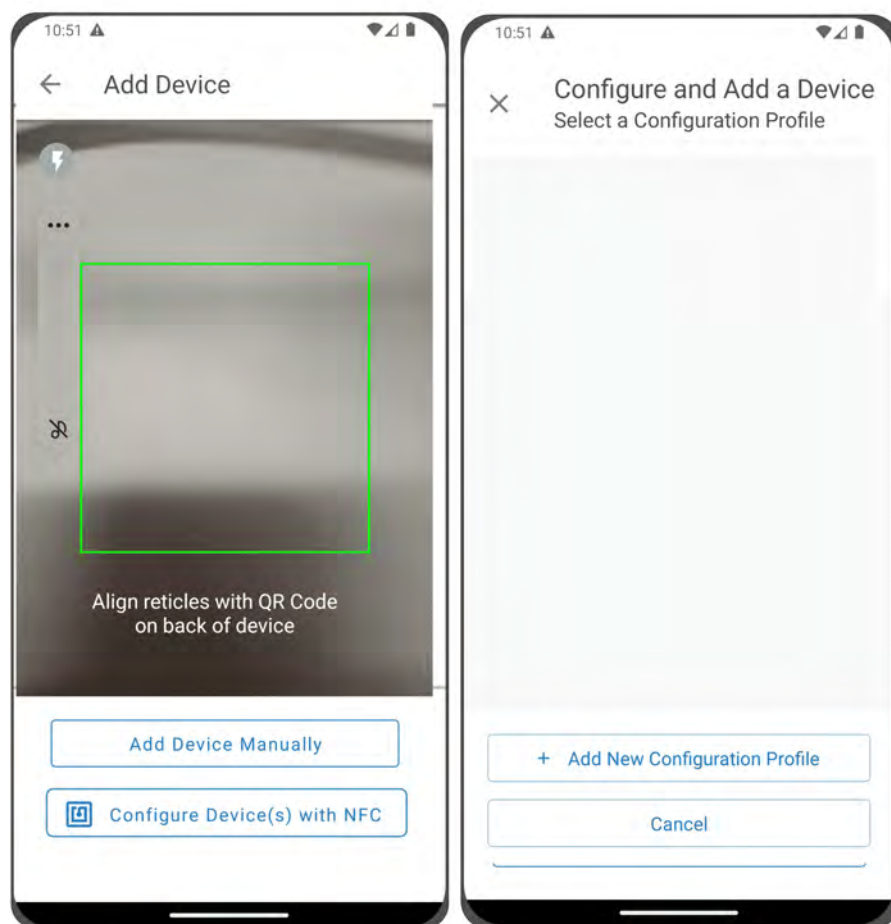 10:51
Add Device
Align reticles with QR Code
on back of device
Add Device Manually
Configure Device(s) with NFC
10:51
Configure and Add a Device
Select a Configuration Profile
+ Add New Configuration Profile
Cancel